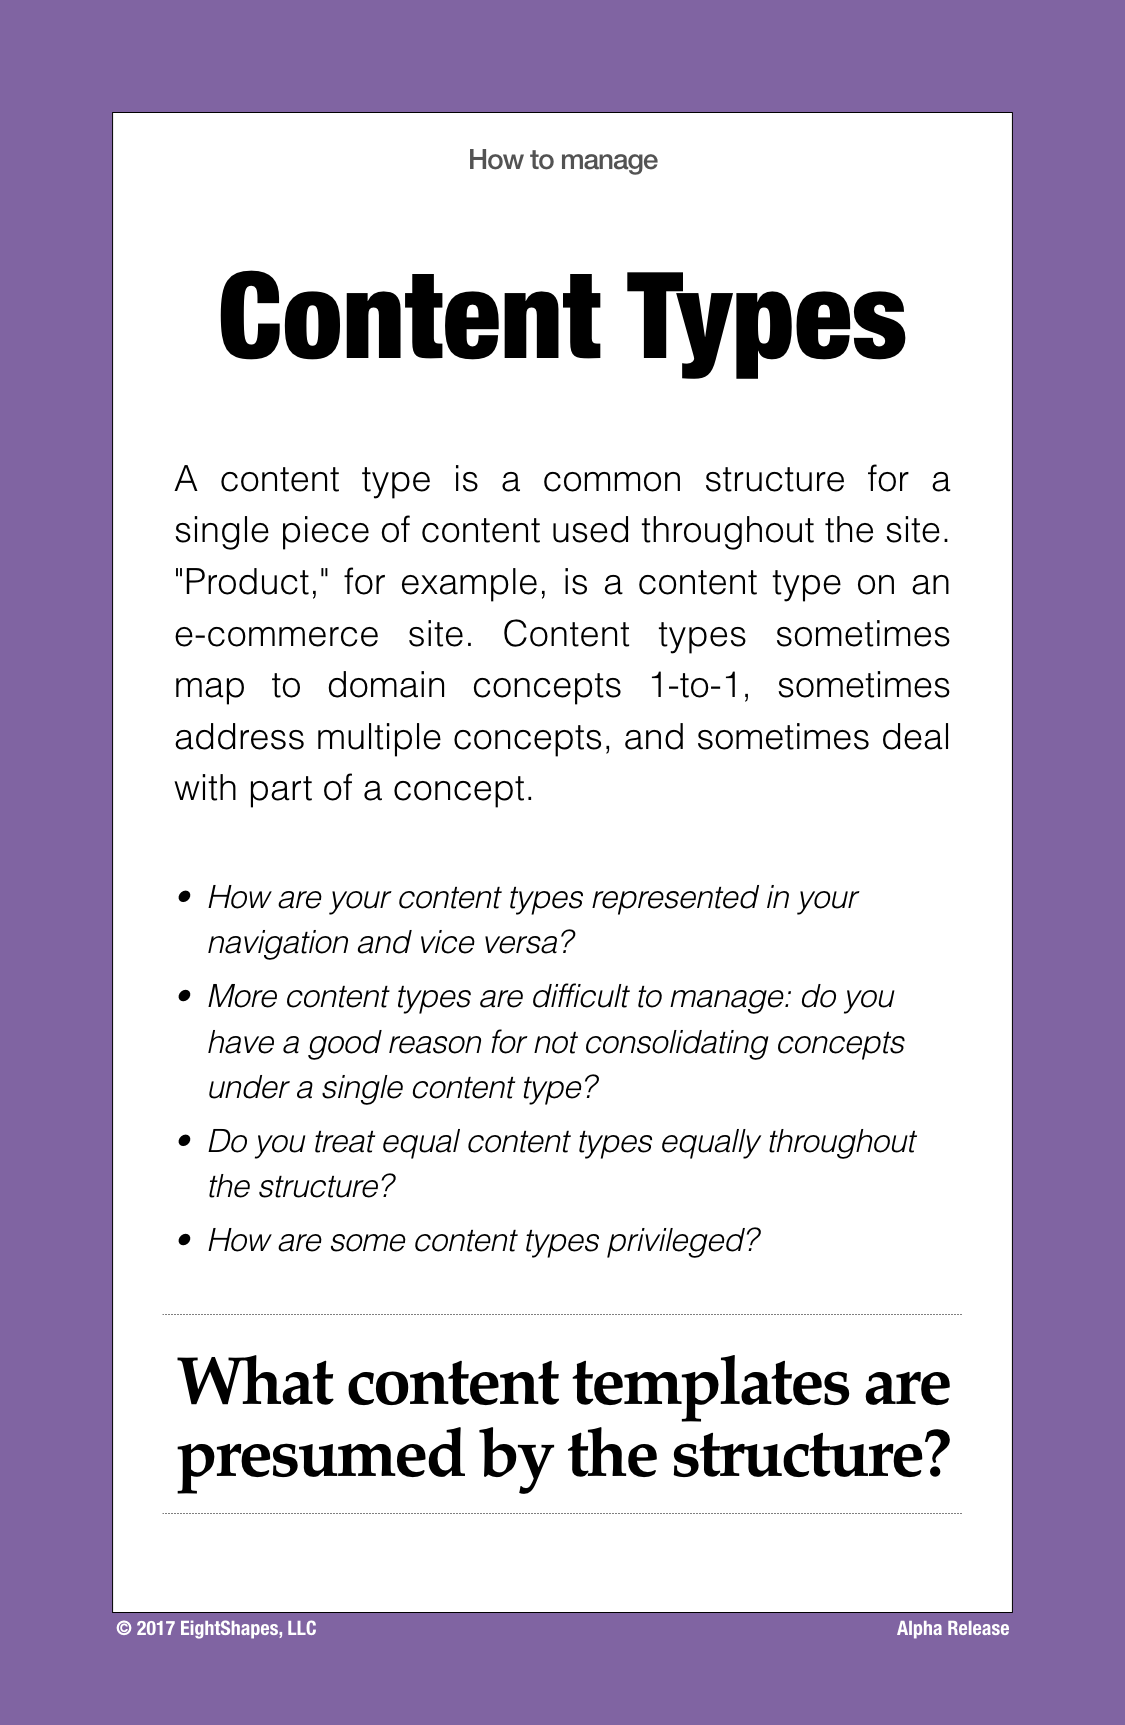 How to manage
Content Types
A content type is a common structure for a
single piece of content used throughout the site.
"Product," for example, is a content type on an
e-commerce site. Content types sometimes
map to domain concepts 1-to-1, sometimes
address multiple concepts, and sometimes deal
with part of a concept.
• How are your content types represented in your
navigation and vice versa?
• More content types are difficult to manage: do you
have a good reason for not consolidating concepts
under a single content type?
• Do you treat equal content types equally throughout
the structure?
• How are some content types privileged?
What content templates are
presumed by the structure?
© 2017 EightShapes, LLC
Alpha Release